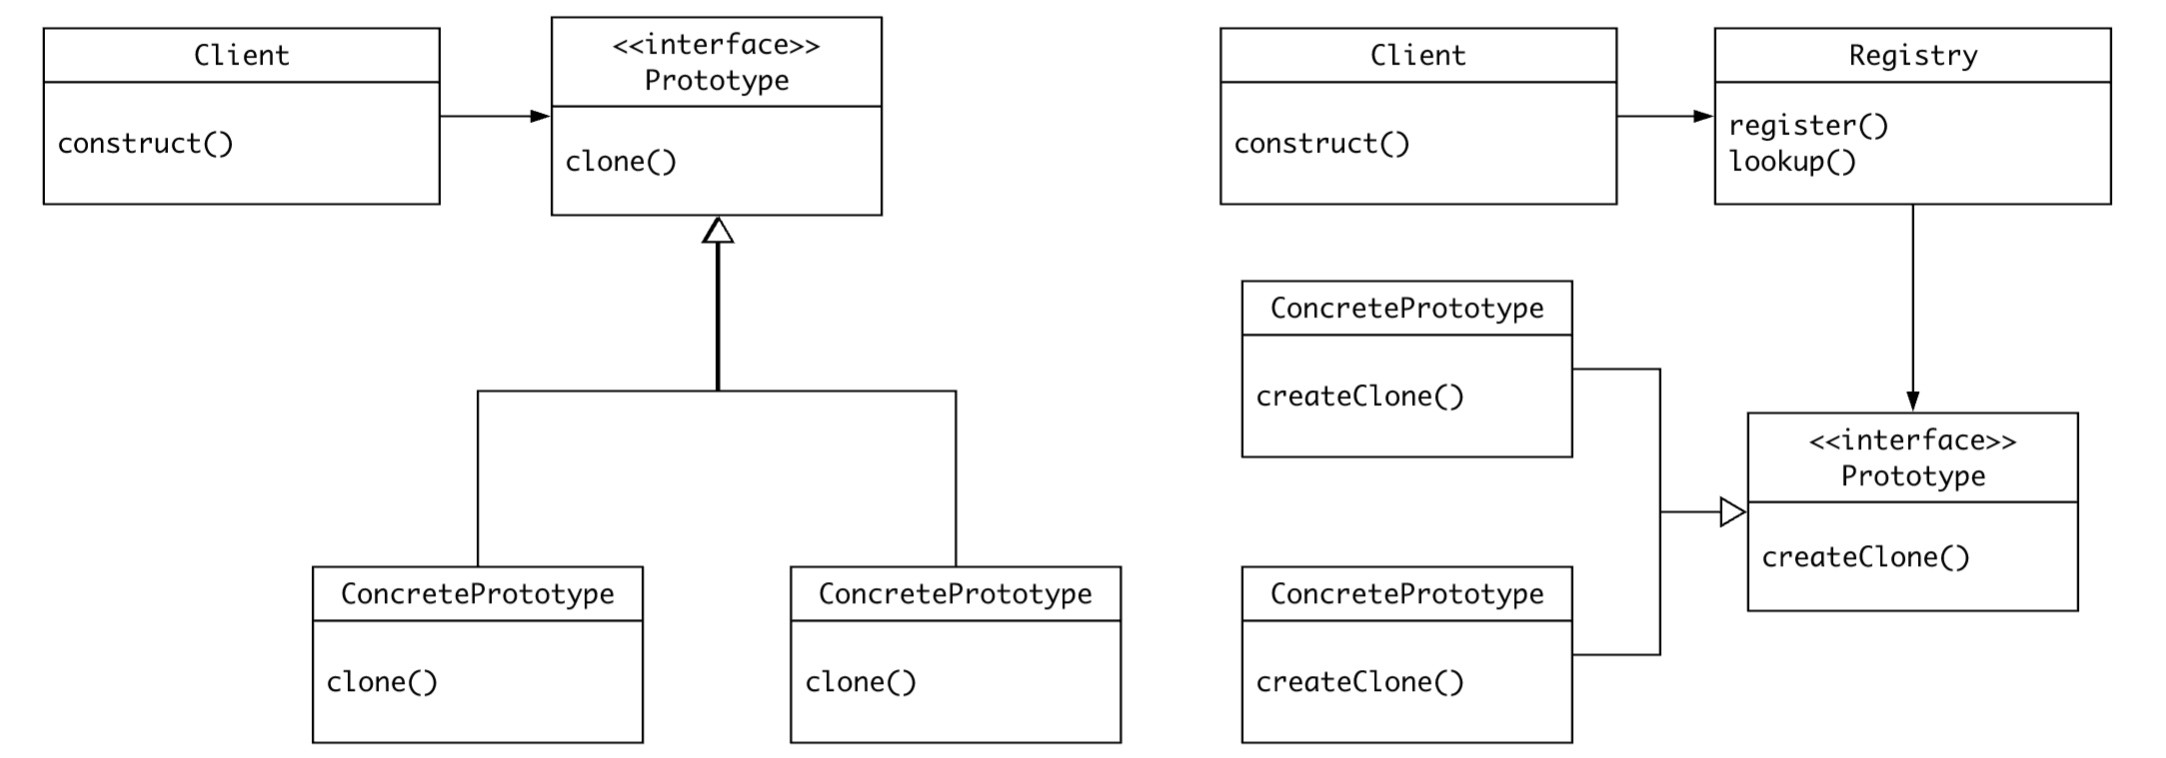 Client
construct()
<<interface>>
Prototype
clone()
ConcretePrototype
clone()
ConcretePrototype
clone()
Client
construct()
Registry
register()
lookup()
ConcretePrototype
createClone()
<<interface>>
Prototype
createClone()
ConcretePrototype
createClone()